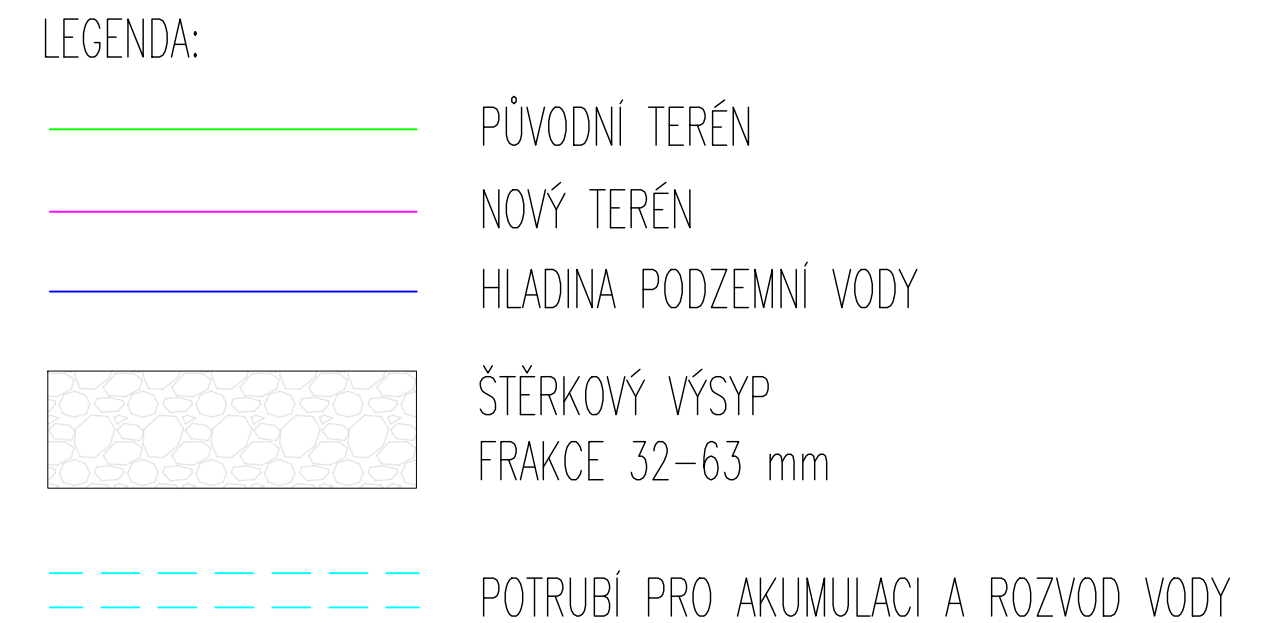 LEGENDA:
PŮVODNÍ TERÉN
NOVÝ TERÉN
HLADINA PODZEMNÍ VODY
ŠTĚRKOVÝ VÝSYP
FRAKCE 32–63 mm
POTRUBÍ PRO AKUMULACI A ROZVOD VODY